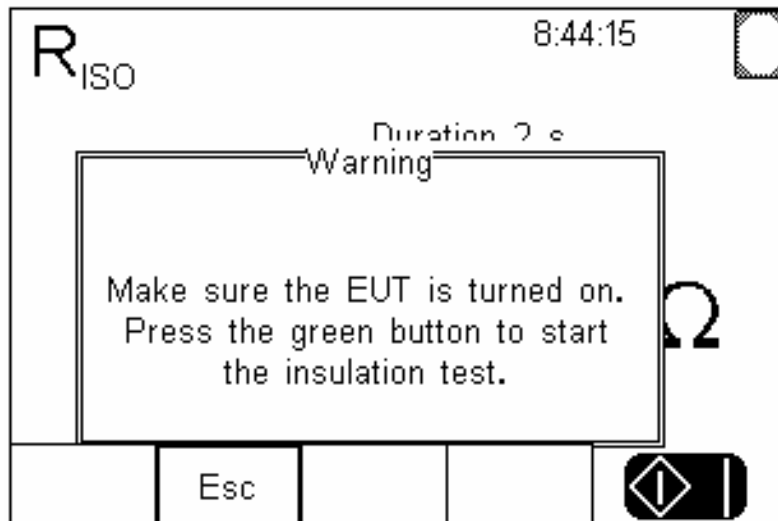 R ISO
8:44:15
Duration 2 s
Warning
Make sure the EUT is turned on.
Press the green button to start
the insulation test.
Ω
Esc